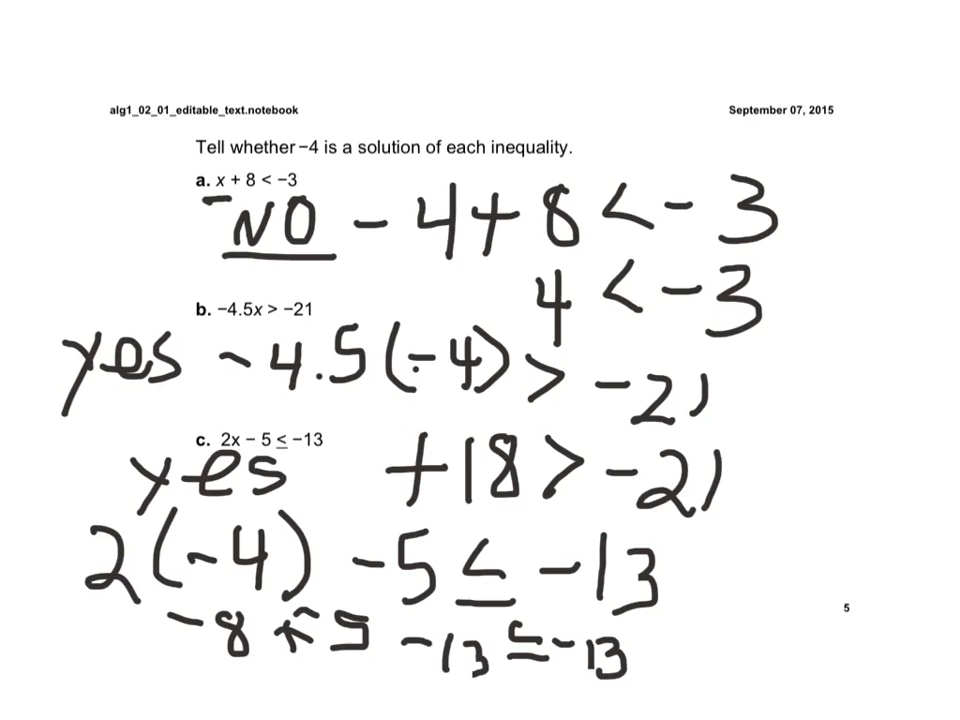 alg1_02_01_editable_text.notebook September 07, 2015
Tell whether −4 is a solution of each inequality.
a. x + 8 < −3
NO - 4 + 8 < - 3
4 < - 3
b. −4.5x > −21
yes - 4.5 (-4) > -21
c. 2x − 5 ≤ −13
yes +18 > -21
2(-4) -5 ≤ -13
5
-8 -13 ≤ -13